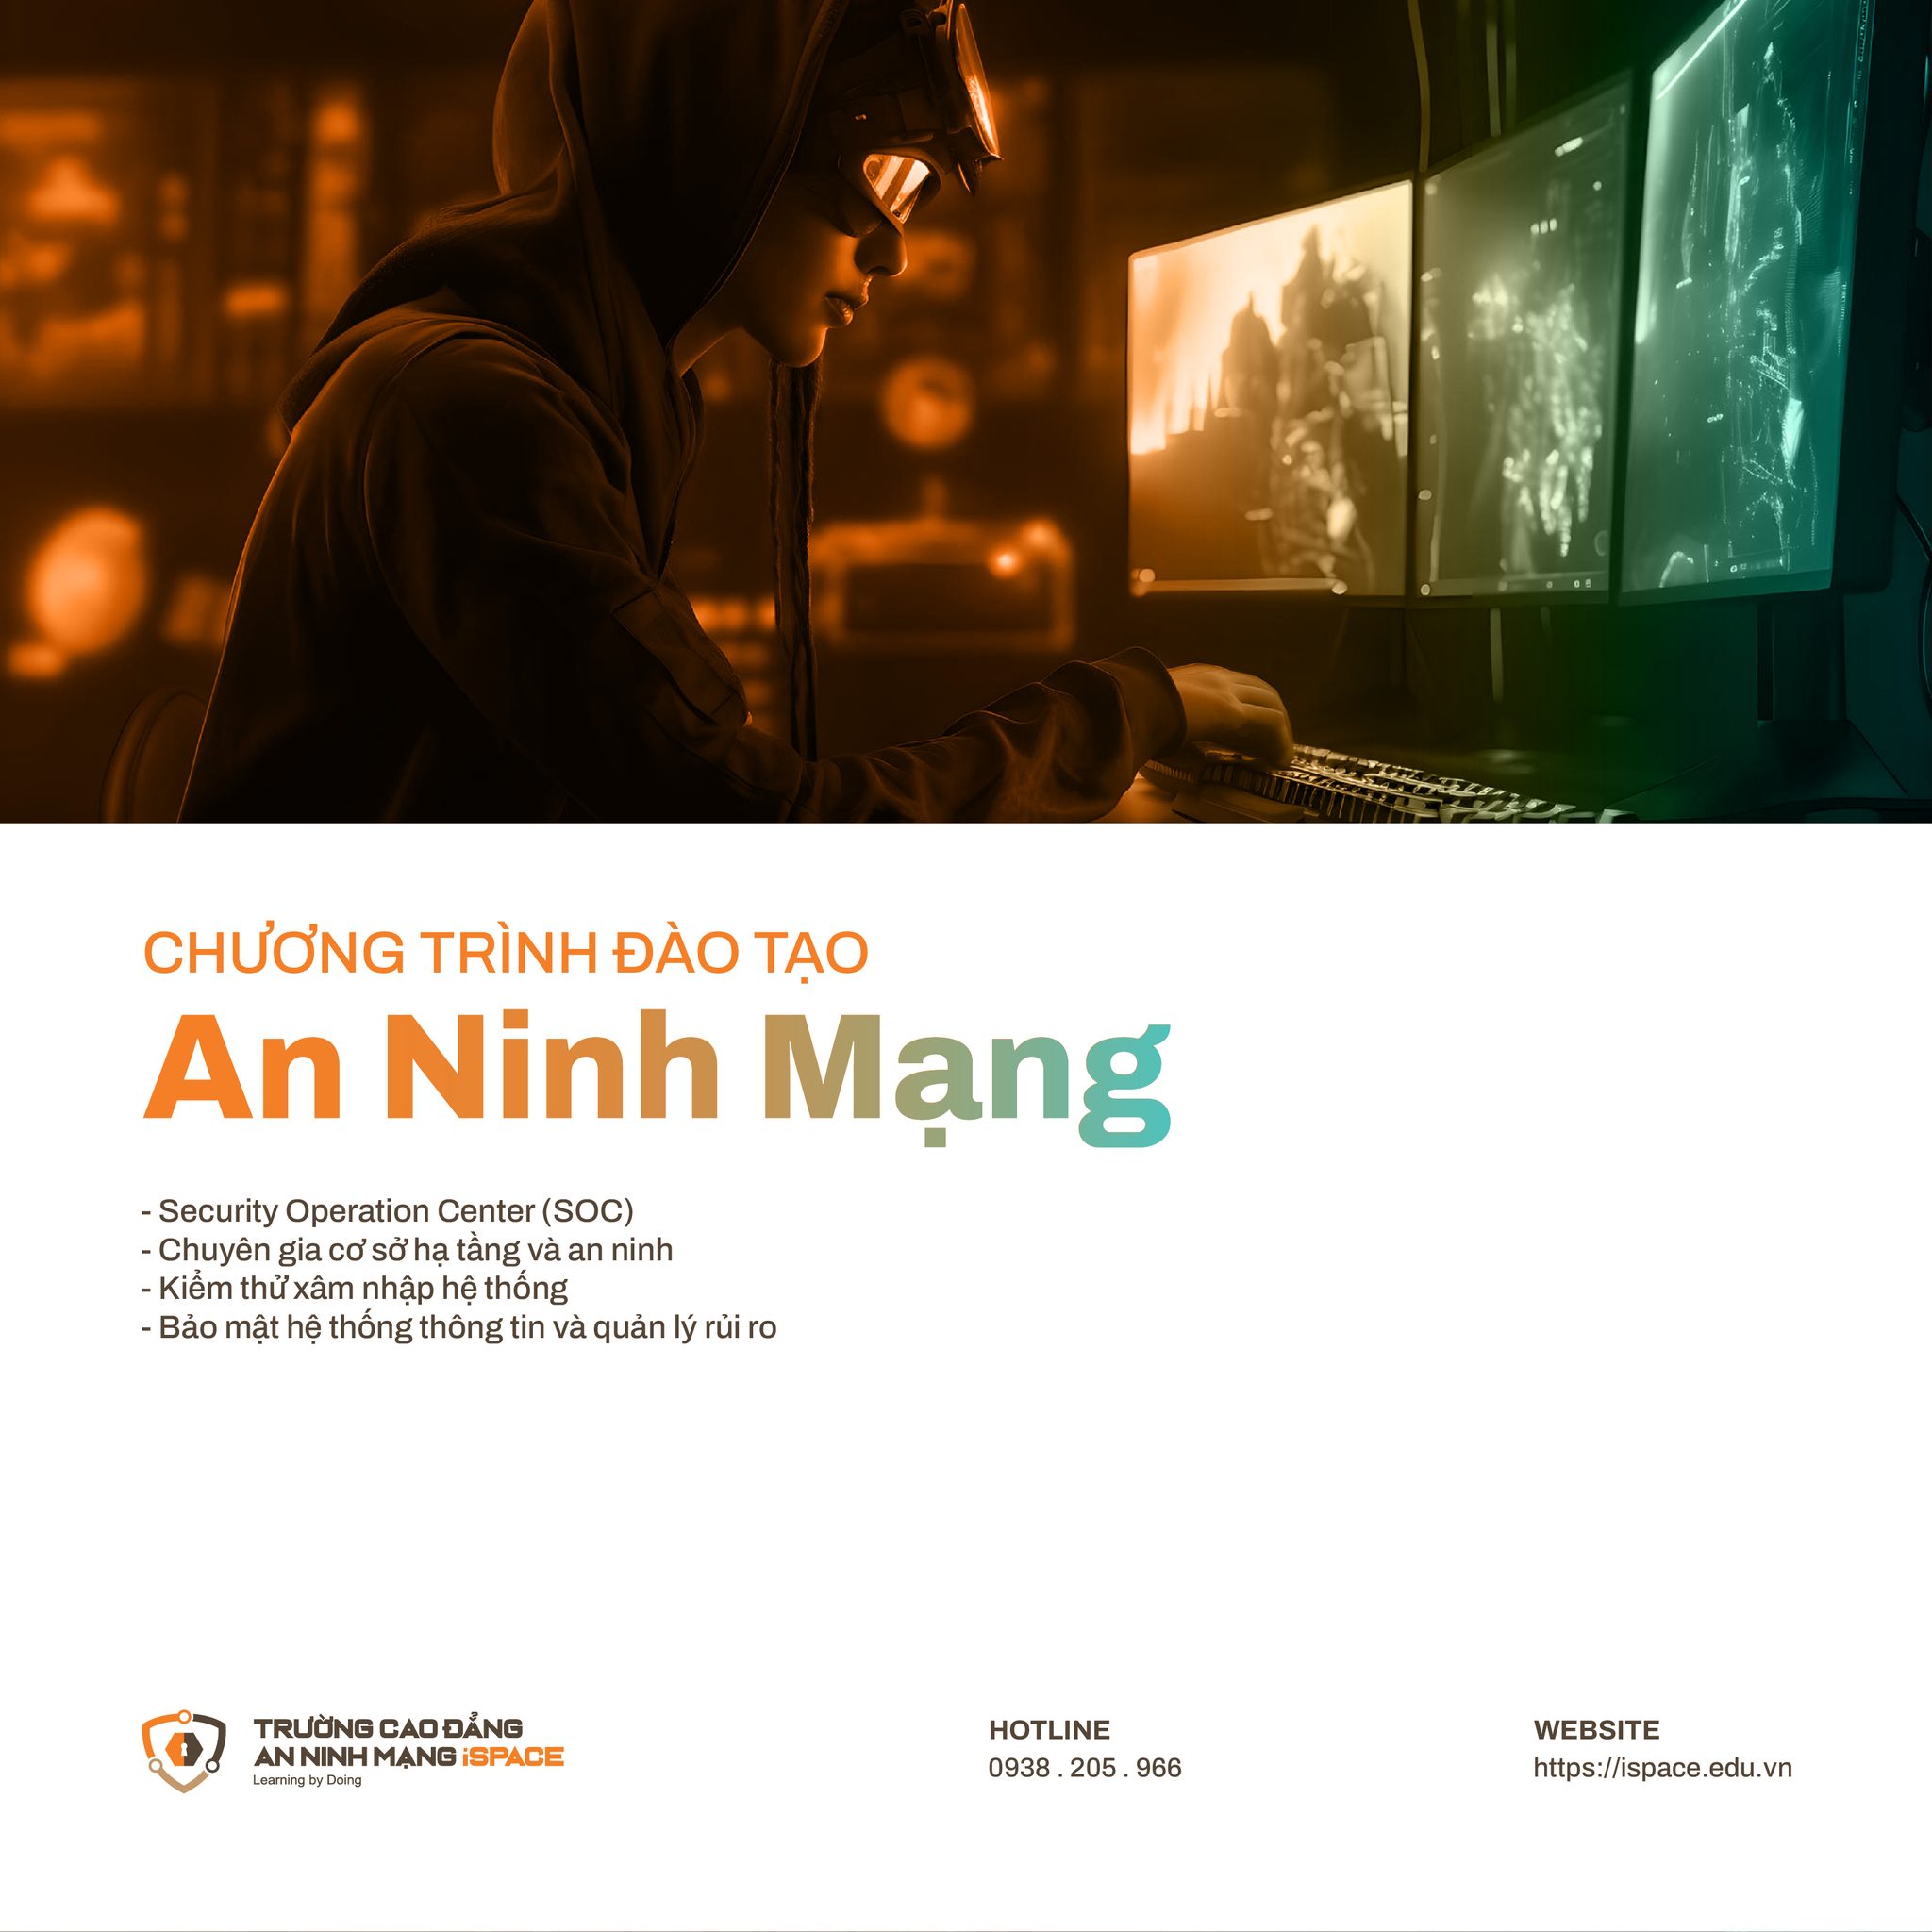 CHƯƠNG TRÌNH ĐÀO TẠO
An Ninh Mạng
- Security Operation Center (SOC)
- Chuyên gia cơ sở hạ tầng và an ninh
- Kiểm thử xâm nhập hệ thống
- Bảo mật hệ thống thông tin và quản lý rủi ro
TRƯỜNG CAO ĐẲNG
AN NINH MẠNG iSPACE
Learning by Doing
HOTLINE
0938 . 205 . 966
WEBSITE
https://ispace.edu.vn